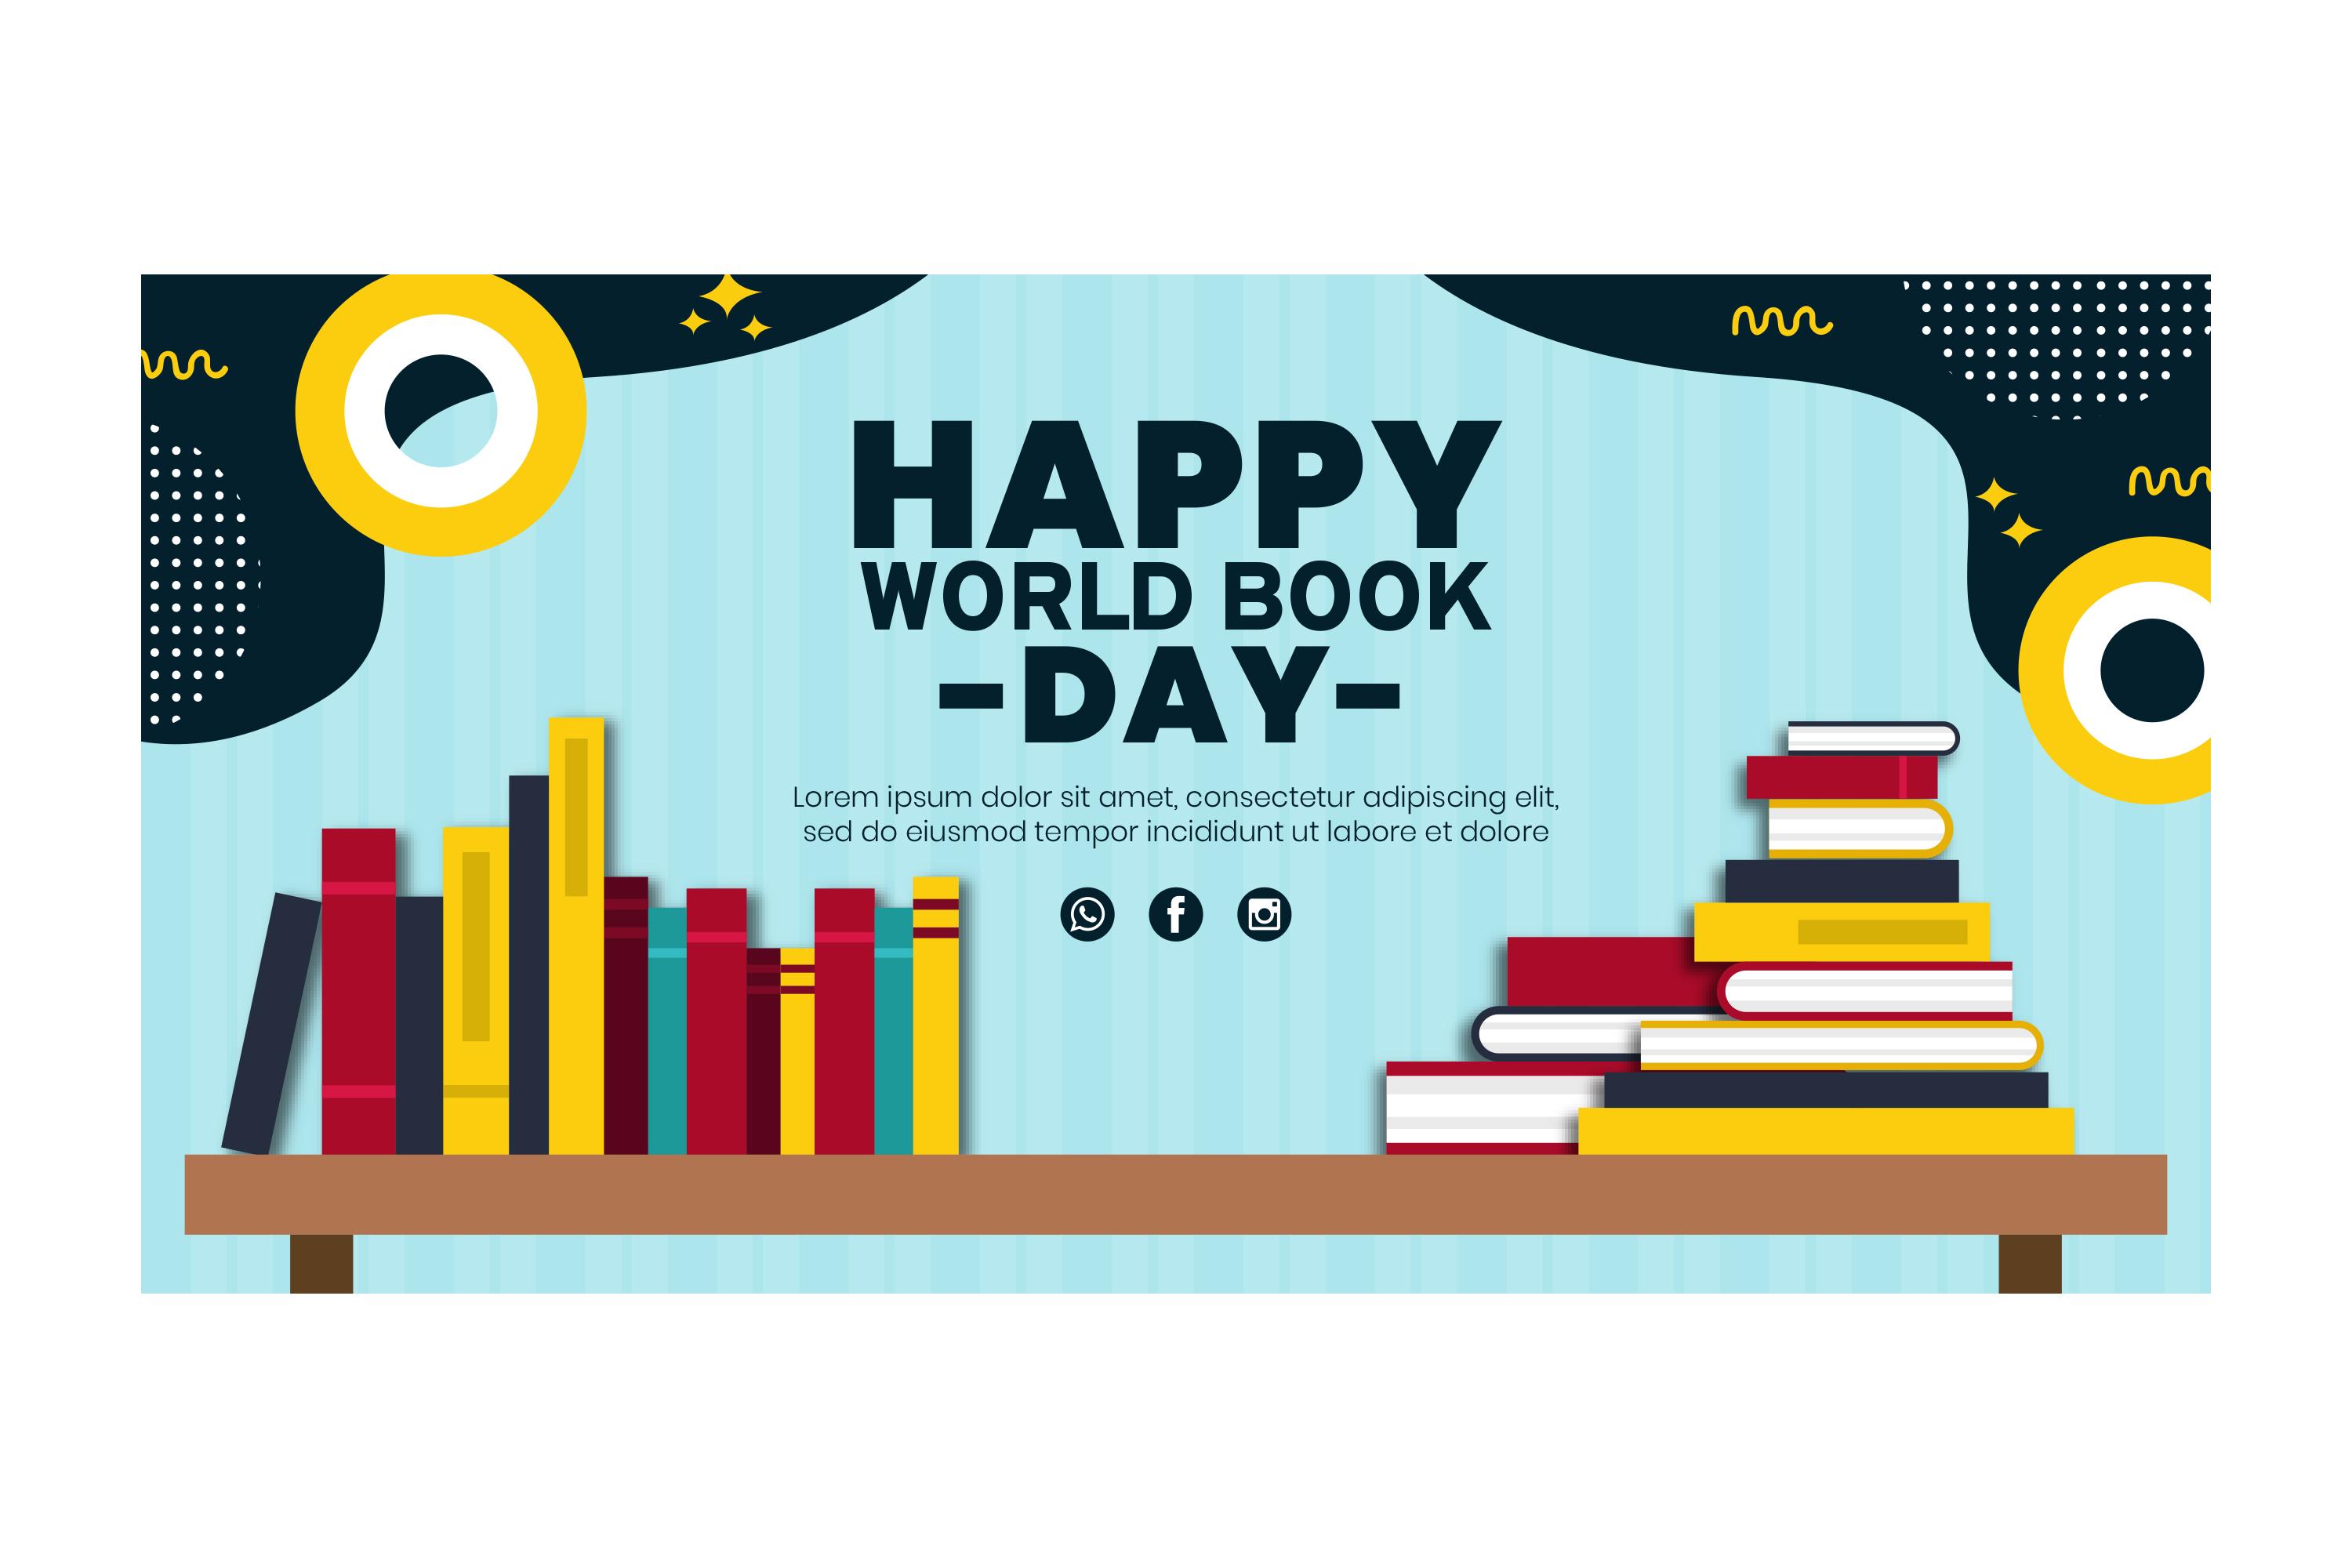 HAPPY
WORLD BOOK
-DAY-
Lorem ipsum dolor sit amet, consectetur adipiscing elit,
sed do eiusmod tempor incididunt ut labore et dolore